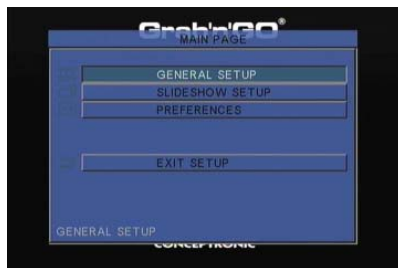 Grab'n'GO®
MAIN PAGE
GENERAL SETUP
SLIDESHOW SETUP
PREFERENCES
EXIT SETUP
GENERAL SETUP
CONCEPTRONIC